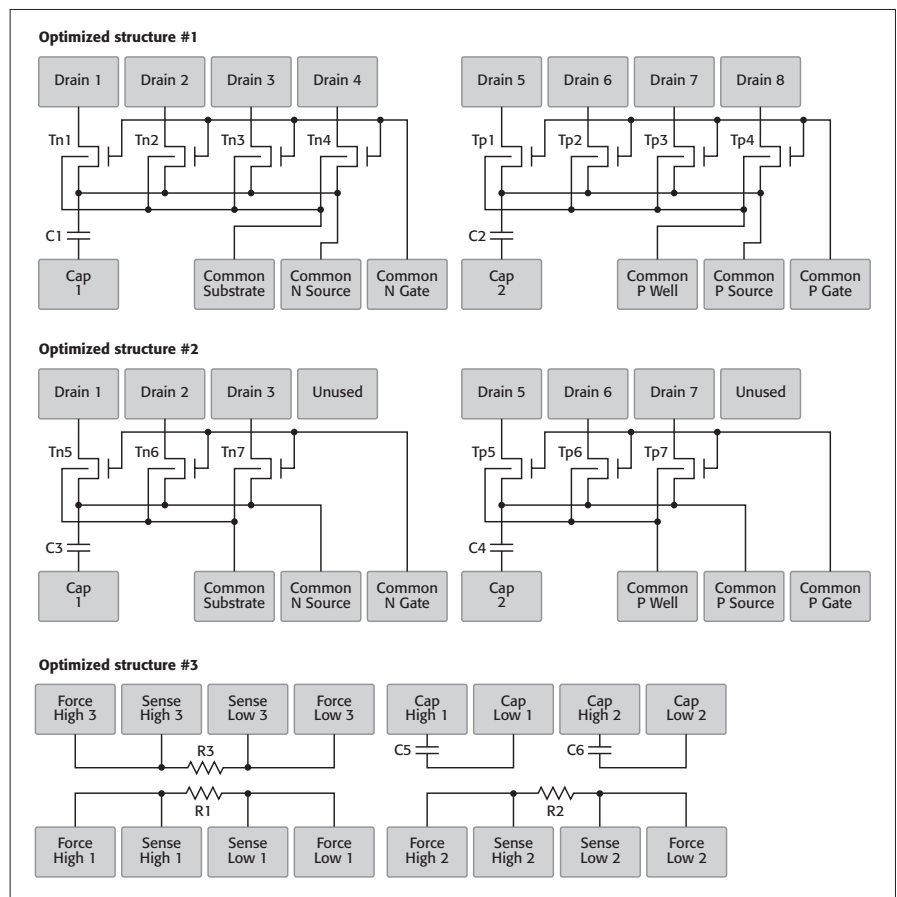 Optimized structure #1
Drain 1 Drain 2 Drain 3 Drain 4 Drain 5 Drain 6 Drain 7 Drain 8
Tn1 Tn2 Tn3 Tn4 Tp1 Tp2 Tp3 Tp4
C1 C2
Cap Common Common Common Cap Common Common Common
1 Substrate N Source N Gate 2 P Well P Source P Gate
Optimized structure #2
Drain 1 Drain 2 Drain 3 Unused Drain 5 Drain 6 Drain 7 Unused
Tn5 Tn6 Tn7 Tp5 Tp6 Tp7
C3 C4
Cap Common Common Common Cap Common Common Common
1 Substrate N Source N Gate 2 P Well P Source P Gate
Optimized structure #3
Force Sense Sense Force Cap Cap Cap Cap
High 3 High 3 Low 3 Low 3 High 1 Low 1 High 2 Low 2
R3 C5 C6
R1 R2
Force Sense Sense Force Force Sense Sense Force
High 1 High 1 Low 1 Low 1 High 2 High 2 Low 2 Low 2